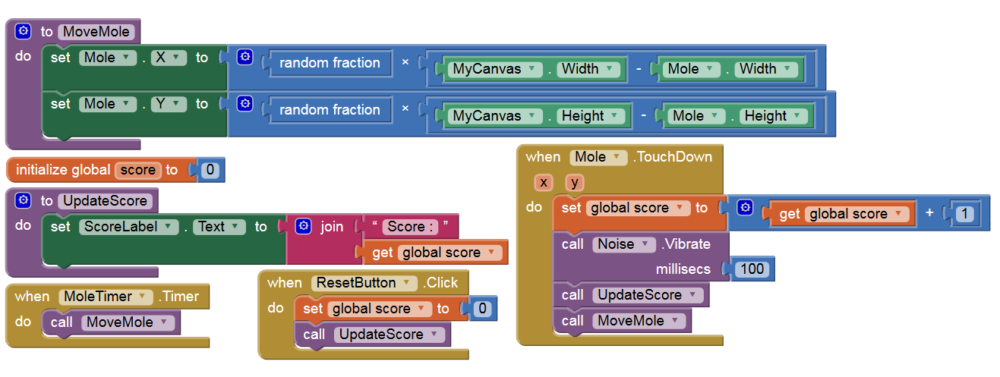 to MoveMole
do set Mole . X to random fraction × MyCanvas . Width - Mole . Width
set Mole . Y to random fraction × MyCanvas . Height - Mole . Height
initialize global score to 0
to UpdateScore
do set ScoreLabel . Text to join “ Score : ”
get global score
when MoleTimer .Timer
do call MoveMole
when ResetButton .Click
do set global score to 0
call UpdateScore
when Mole .TouchDown
x y
do set global score to get global score + 1
call Noise .Vibrate
millisecs 100
call UpdateScore
call MoveMole